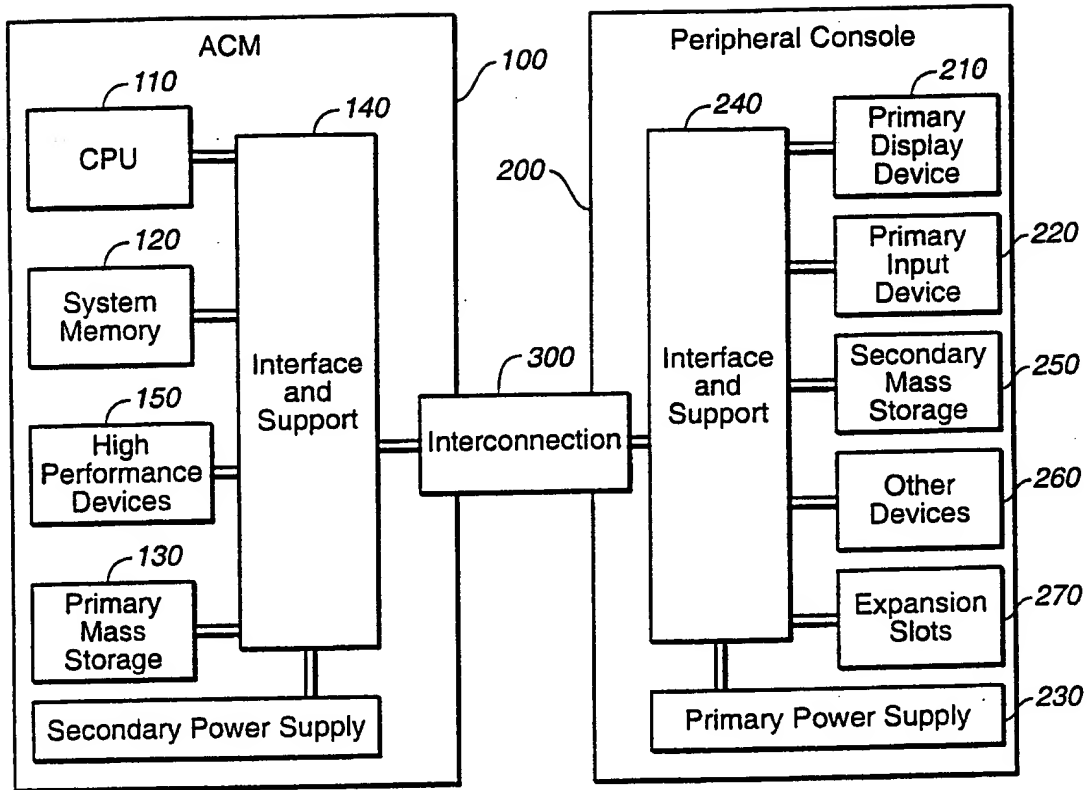 ACM
100
110
CPU
120
System
Memory
150
High
Performance
Devices
130
Primary
Mass
Storage
140
Interface
and
Support
Secondary Power Supply
300
Interconnection
Peripheral Console
200
240
Interface
and
Support
210
Primary
Display
Device
Primary
Input
Device
220
Secondary
Mass
Storage
250
Other
Devices
260
Expansion
Slots
270
Primary Power Supply
230